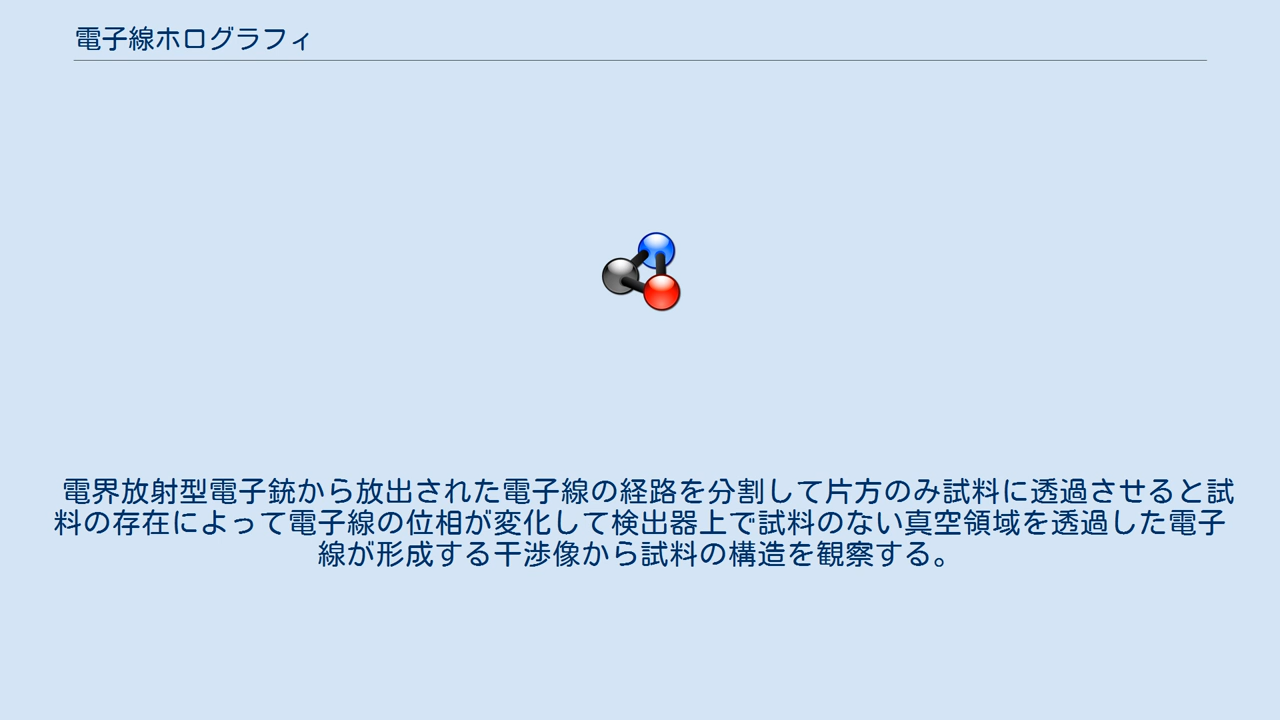 電子線ホログラフィ
電界放射型電子銃から放出された電子線の経路を分割して片方のみ試料に透過させると試
料の存在によって電子線の位相が変化して検出器上で試料のない真空領域を透過した電子
線が形成する干渉像から試料の構造を観察する。